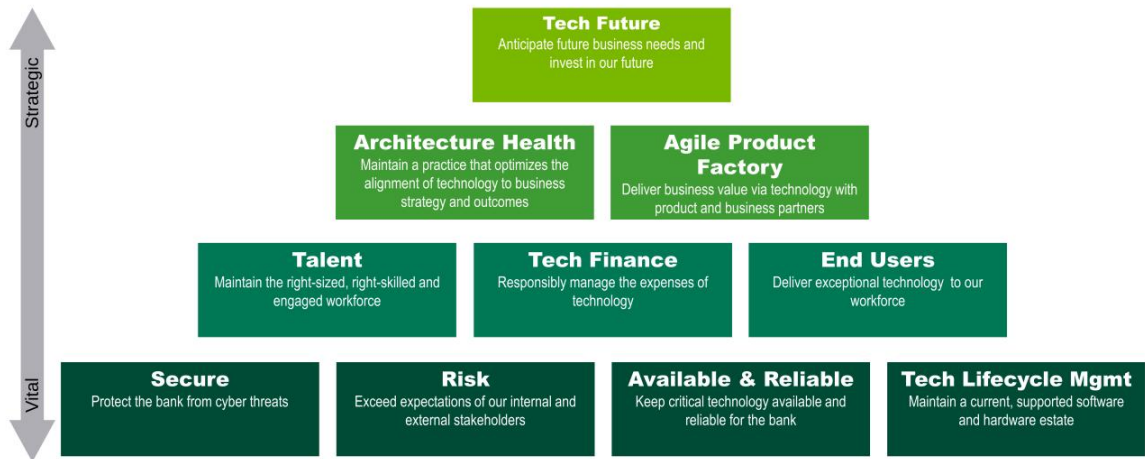 Strategic
Vital
Tech Future
Anticipate future business needs and
invest in our future
Architecture Health
Maintain a practice that optimizes the
alignment of technology to business
strategy and outcomes
Agile Product
Factory
Deliver business value via technology with
product and business partners
Talent
Maintain the right-sized, right-skilled and
engaged workforce
Tech Finance
Responsibly manage the expenses of
technology
End Users
Deliver exceptional technology to our
workforce
Secure
Protect the bank from cyber threats
Risk
Exceed expectations of our internal and
external stakeholders
Available & Reliable
Keep critical technology available and
reliable for the bank
Tech Lifecycle Mgmt
Maintain a current, supported software
and hardware estate